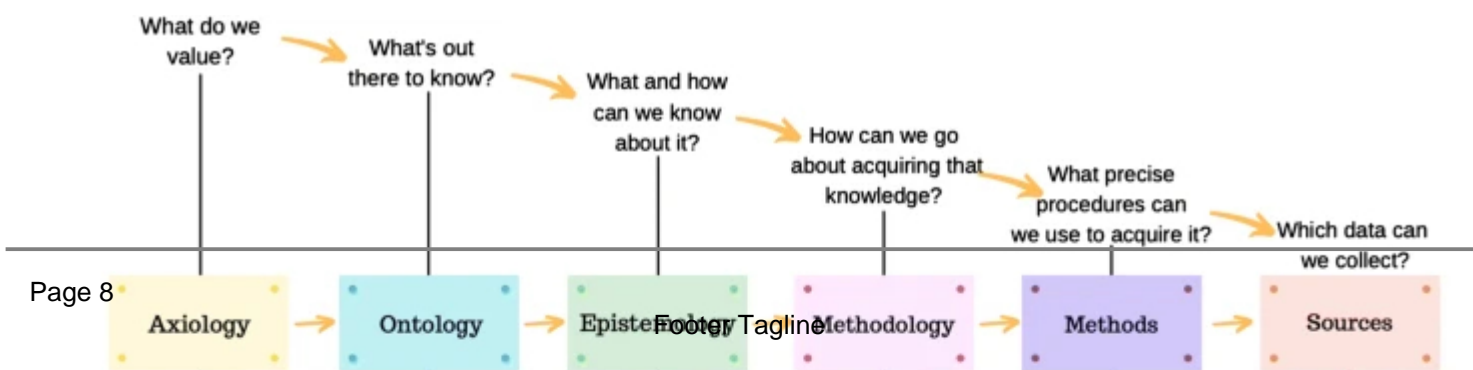 What do we
value?
What's out
there to know?
What and how
can we know
about it?
How can we go
about acquiring that
knowledge?
What precise
procedures can
we use to acquire it?
Which data can
we collect?
Page 8
Axiology
Ontology
Epistemology
Footer Tagline
Methodology
Methods
Sources